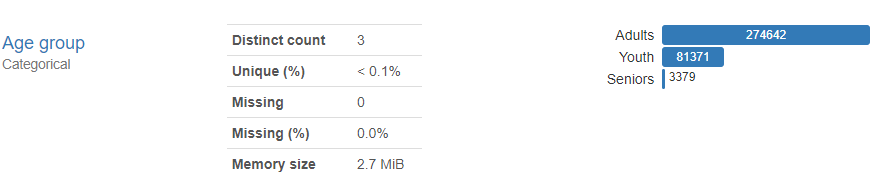 Age group
Categorical
Distinct count 3
Unique (%) < 0.1%
Missing 0
Missing (%) 0.0%
Memory size 2.7 MiB
Adults 274642
Youth 81371
Seniors 3379